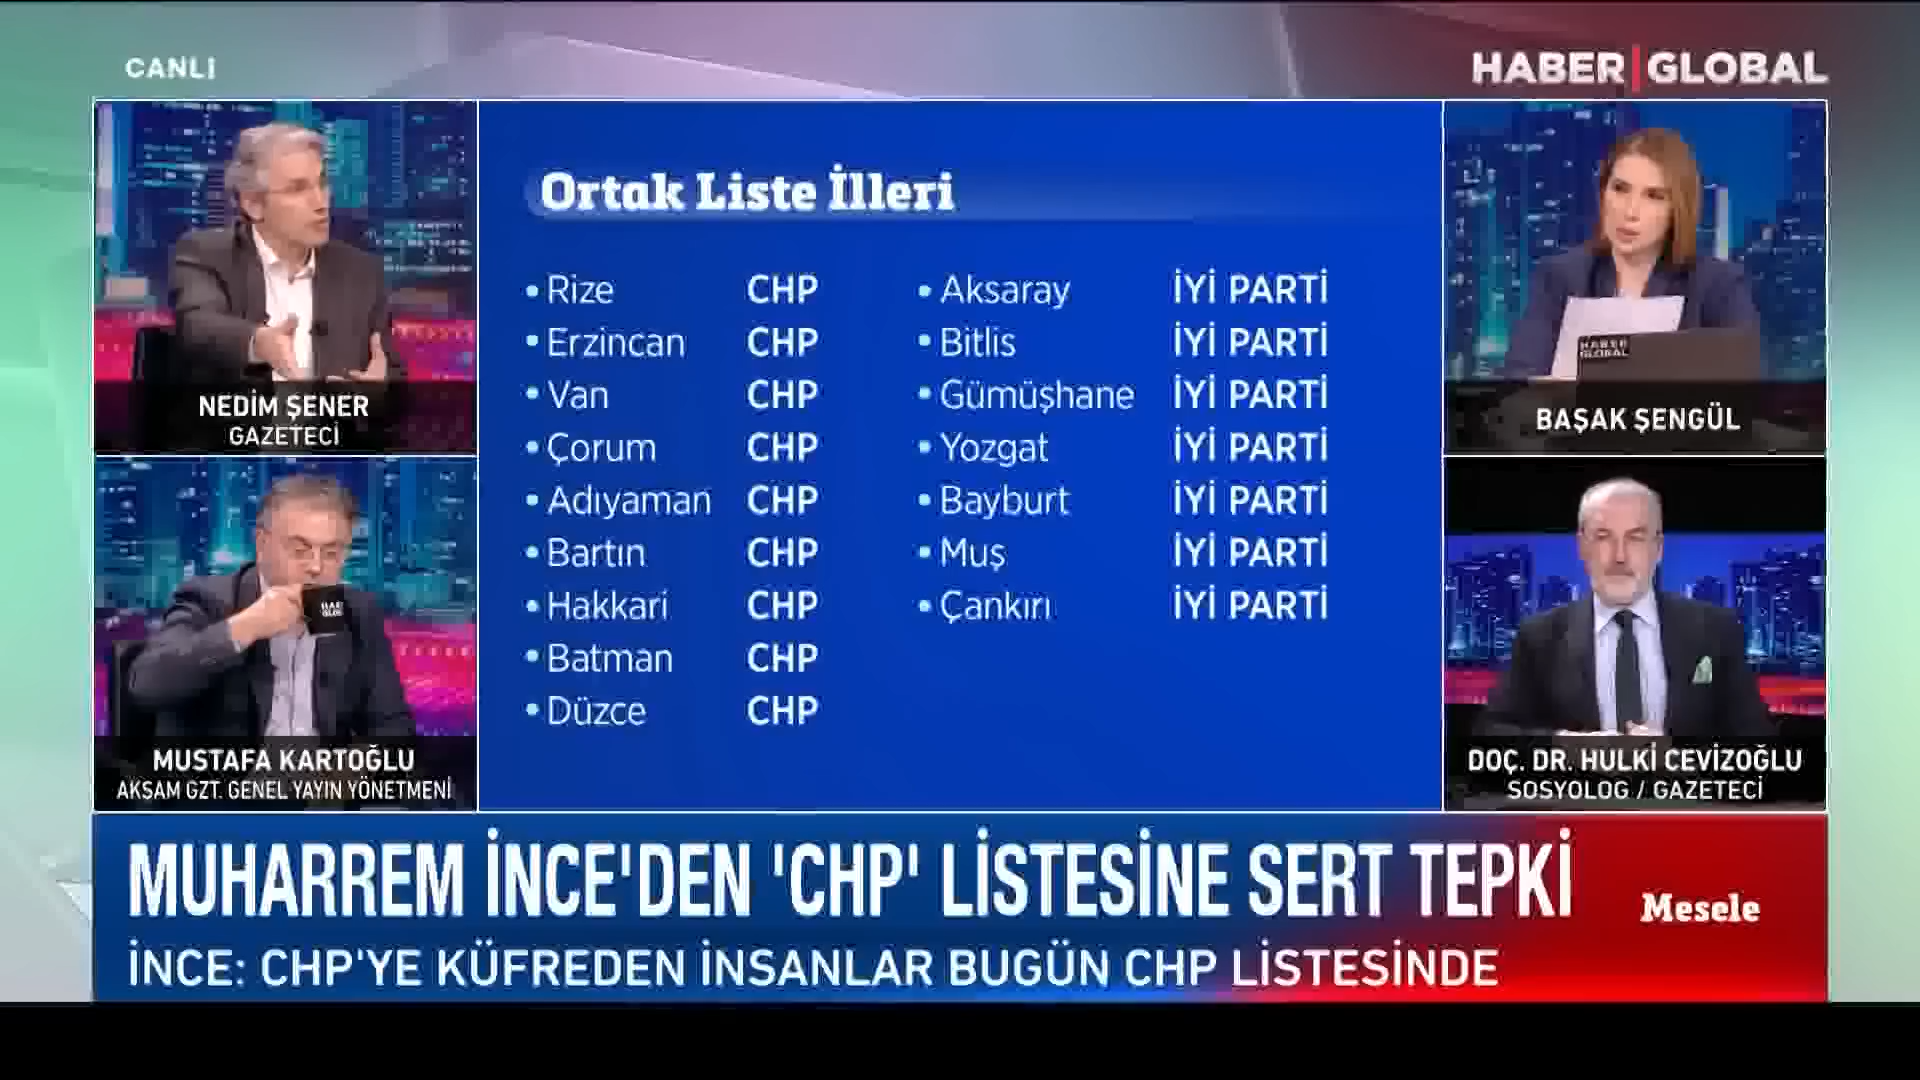 CANLI
HABER GLOBAL
Ortak Liste İlleri
• Rize CHP
• Erzincan CHP
• Van CHP
• Çorum CHP
• Adıyaman CHP
• Bartın CHP
• Hakkari CHP
• Batman CHP
• Düzce CHP
• Aksaray İYİ PARTİ
• Bitlis İYİ PARTİ
• Gümüşhane İYİ PARTİ
• Yozgat İYİ PARTİ
• Bayburt İYİ PARTİ
• Muş İYİ PARTİ
• Çankırı İYİ PARTİ
NEDİM ŞENER
GAZETECİ
HABER
GLOBAL
BAŞAK ŞENGÜL
MUSTAFA KARTOĞLU
AKŞAM GZT. GENEL YAYIN YÖNETMENİ
DOÇ. DR. HULKİ CEVİZOĞLU
SOSYOLOG / GAZETECİ
MUHARREM İNCE'DEN 'CHP' LİSTESİNE SERT TEPKİ
Mesele
İNCE: CHP'YE KÜFREDEN İNSANLAR BUGÜN CHP LİSTESİNDE